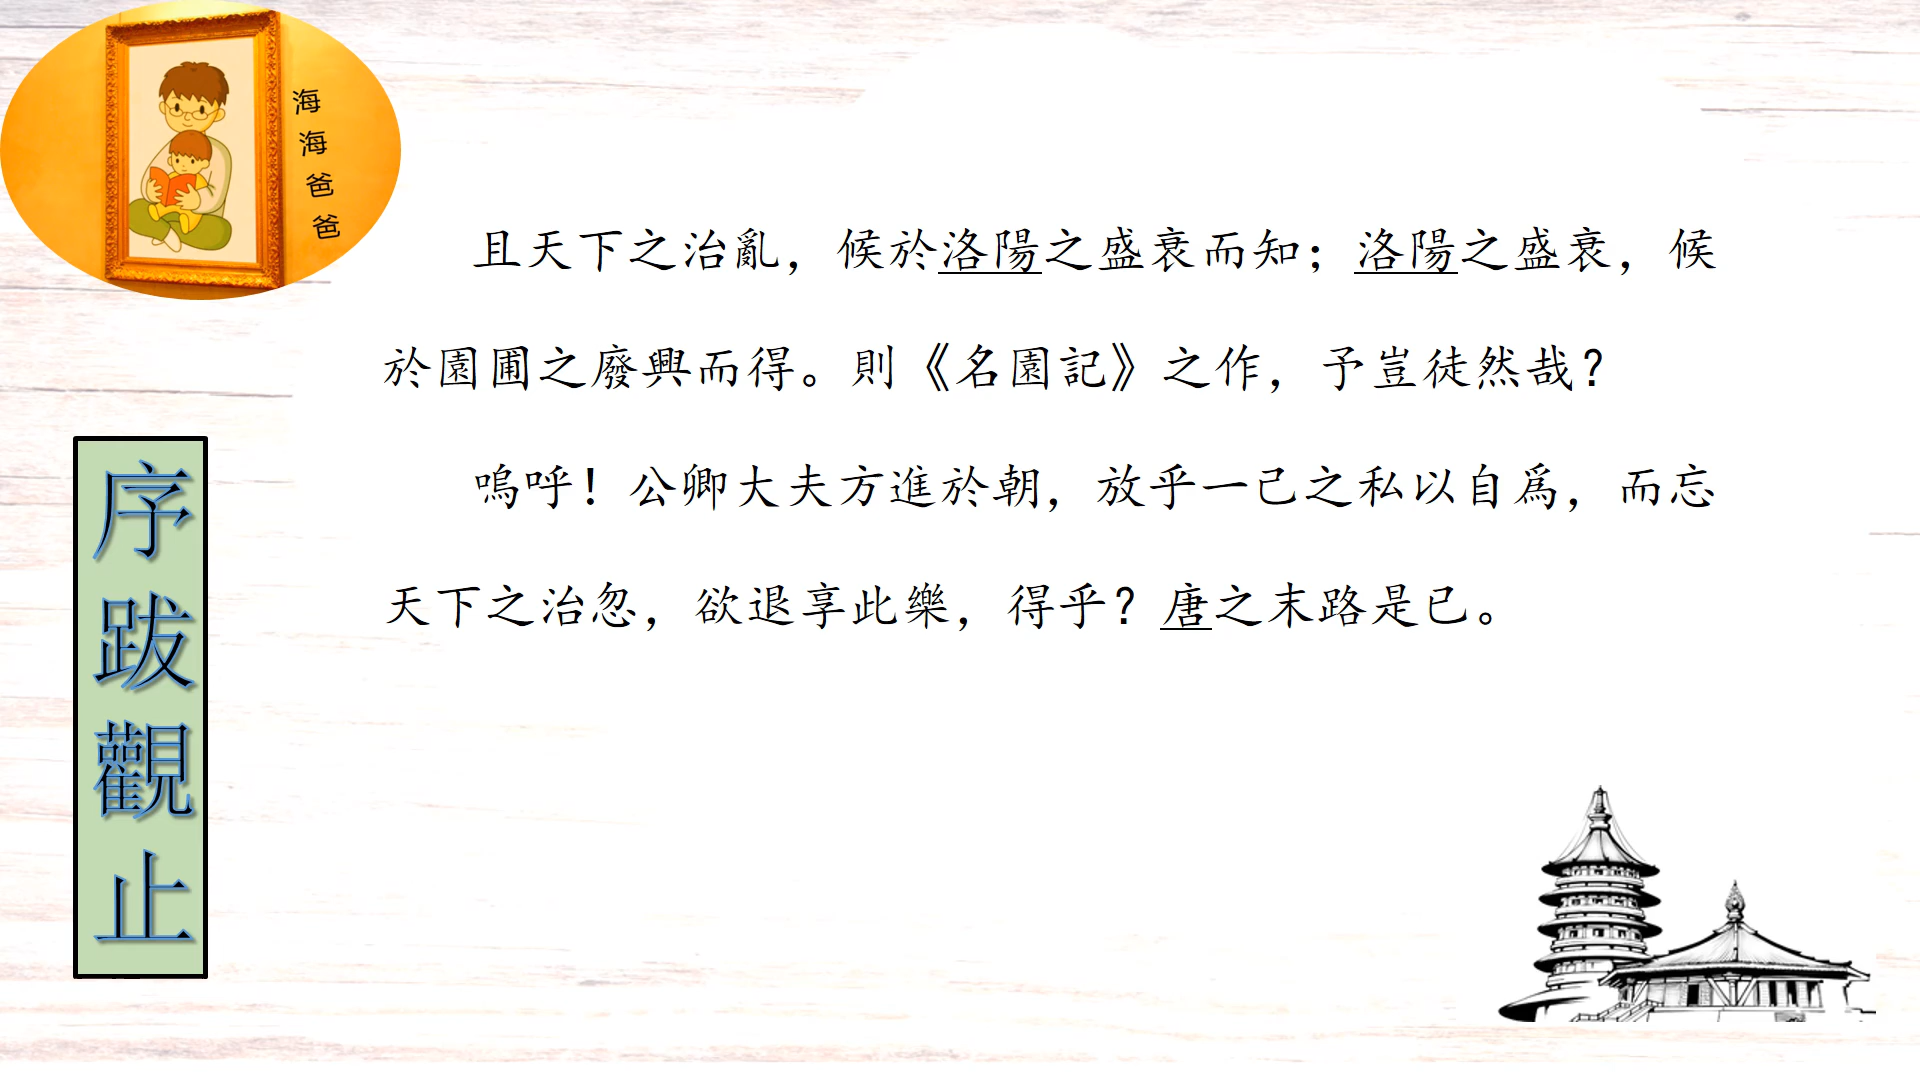 海海爸爸
且天下之治亂，候於洛陽之盛衰而知；洛陽之盛衰，候
於園圃之廢興而得。則《名園記》之作，予豈徒然哉？
嗚呼！公卿大夫方進於朝，放乎一己之私以自爲，而忘
天下之治忽，欲退享此樂，得乎？唐之末路是已。
序跋觀止